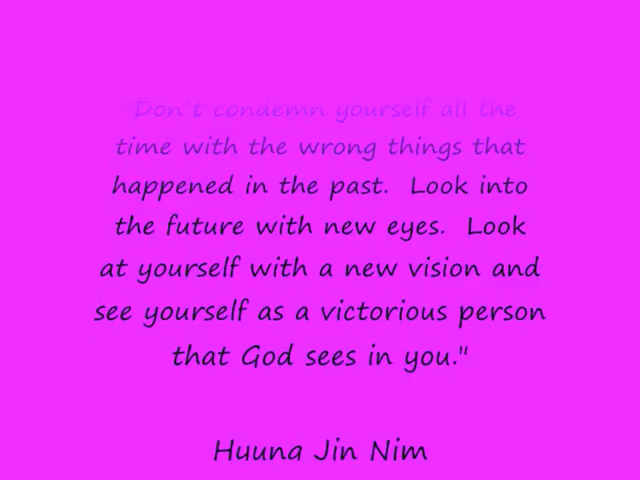 "Don't condemn yourself all the
time with the wrong things that
happened in the past.  Look into
the future with new eyes.  Look
at yourself with a new vision and
see yourself as a victorious person
that God sees in you."
Huuna Jin Nim